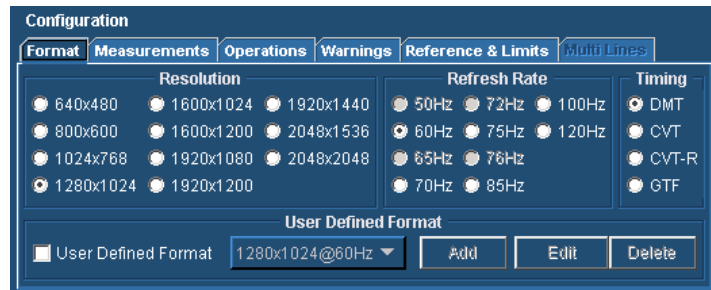 Configuration
Format Measurements Operations Warnings Reference & Limits Multi Lines
Resolution Refresh Rate Timing
640x480 1600x1024 1920x1440 50Hz 72Hz 100Hz DMT
800x600 1600x1200 2048x1536 60Hz 75Hz 120Hz CVT
1024x768 1920x1080 2048x2048 65Hz 76Hz CVT-R
1280x1024 1920x1200 70Hz 85Hz GTF
User Defined Format
User Defined Format 1280x1024@60Hz Add Edit Delete